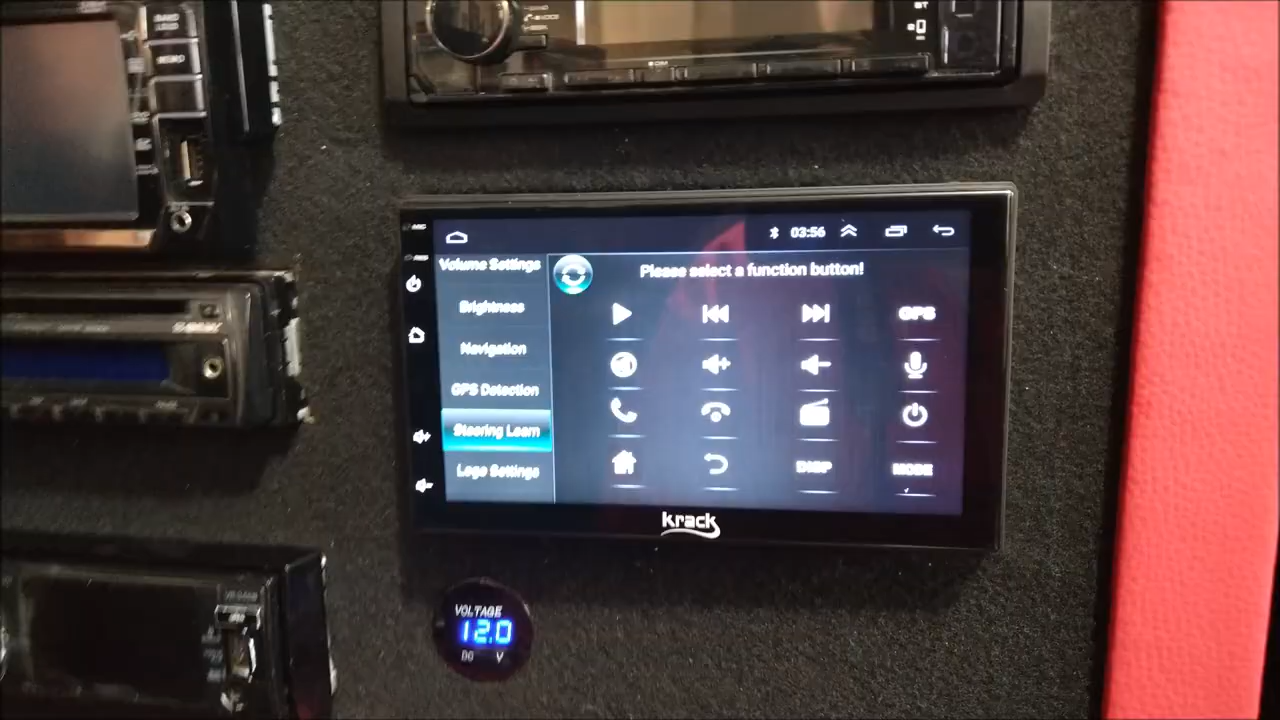 MENU
03:56
Volume Settings
Please select a function button!
Brightness
GPS
Navigation
GPS Detection
Steering Learn
Logo Settings
DISP
MODE
krack
VOLTAGE
12.0
DC V